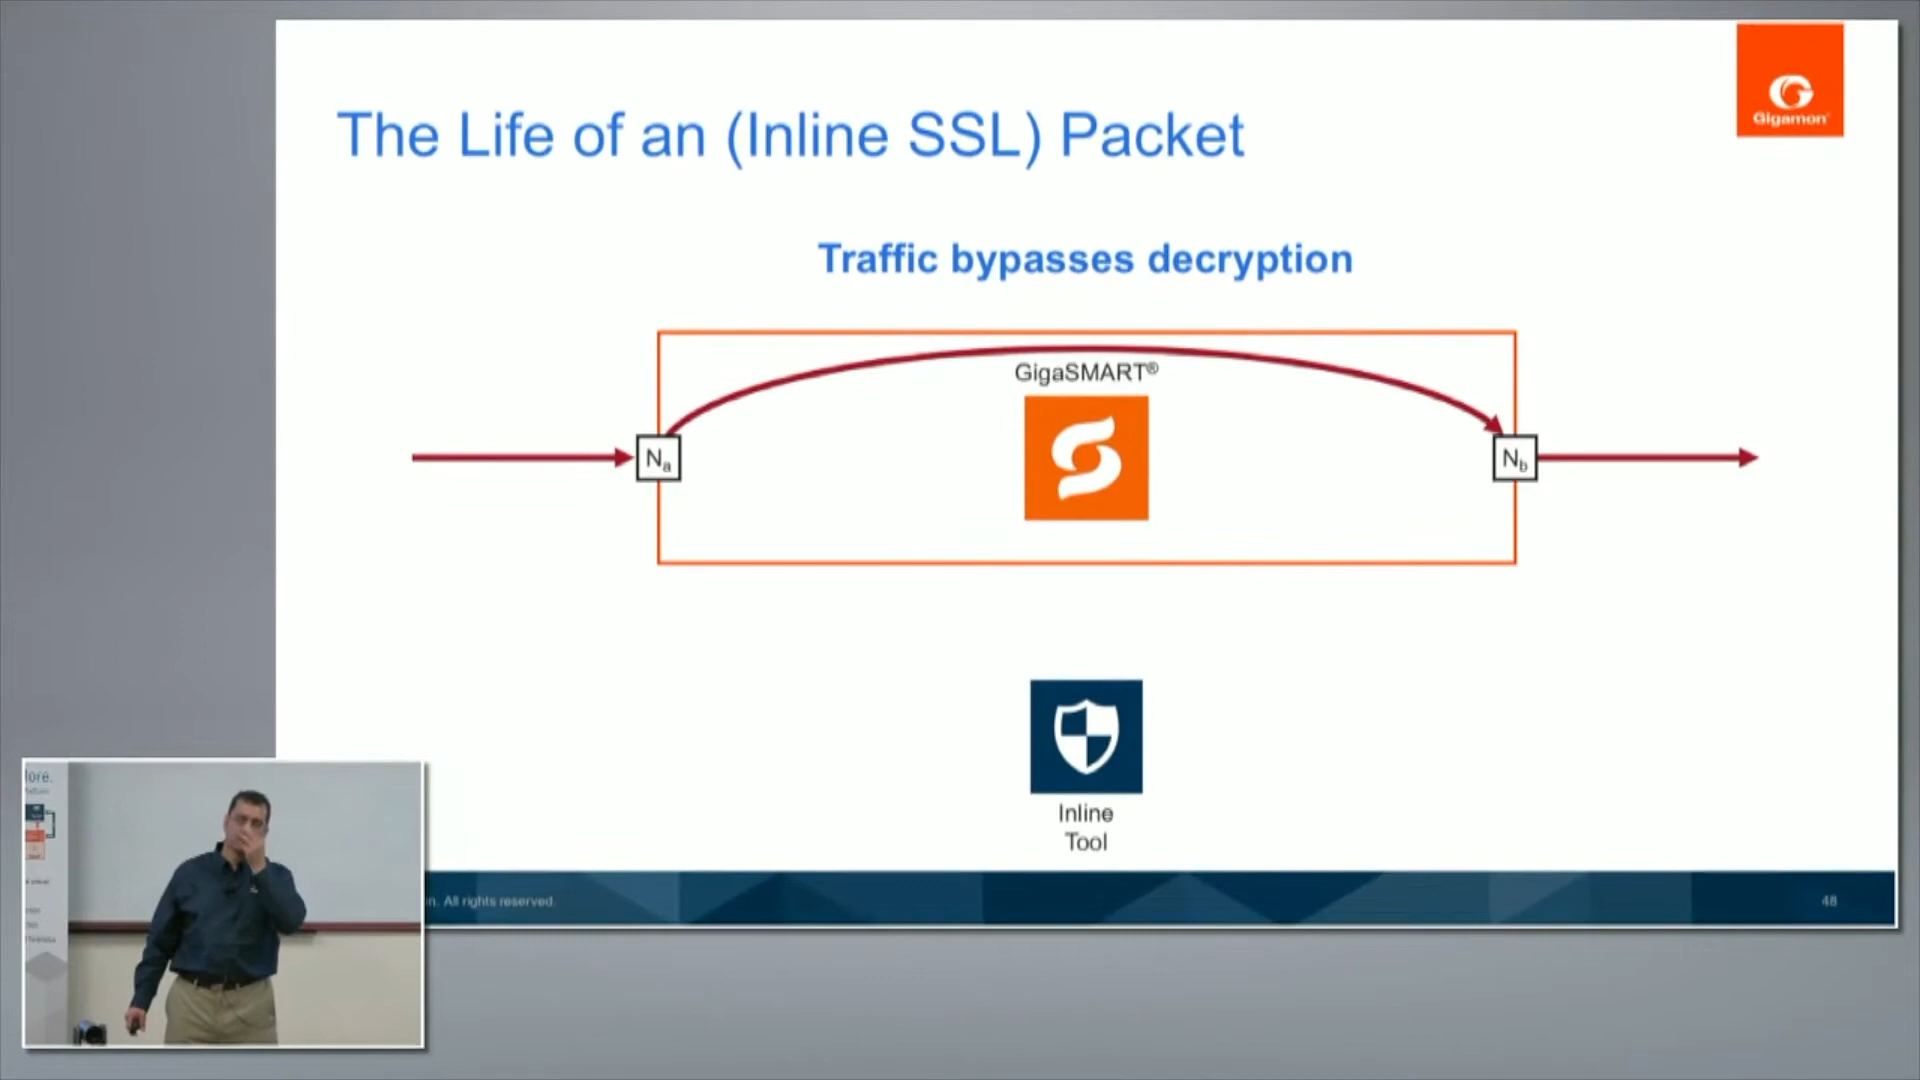 Gigamon®
The Life of an (Inline SSL) Packet
Traffic bypasses decryption
GigaSMART®
Na
Nb
Inline
Tool
n. All rights reserved.
48
lore.